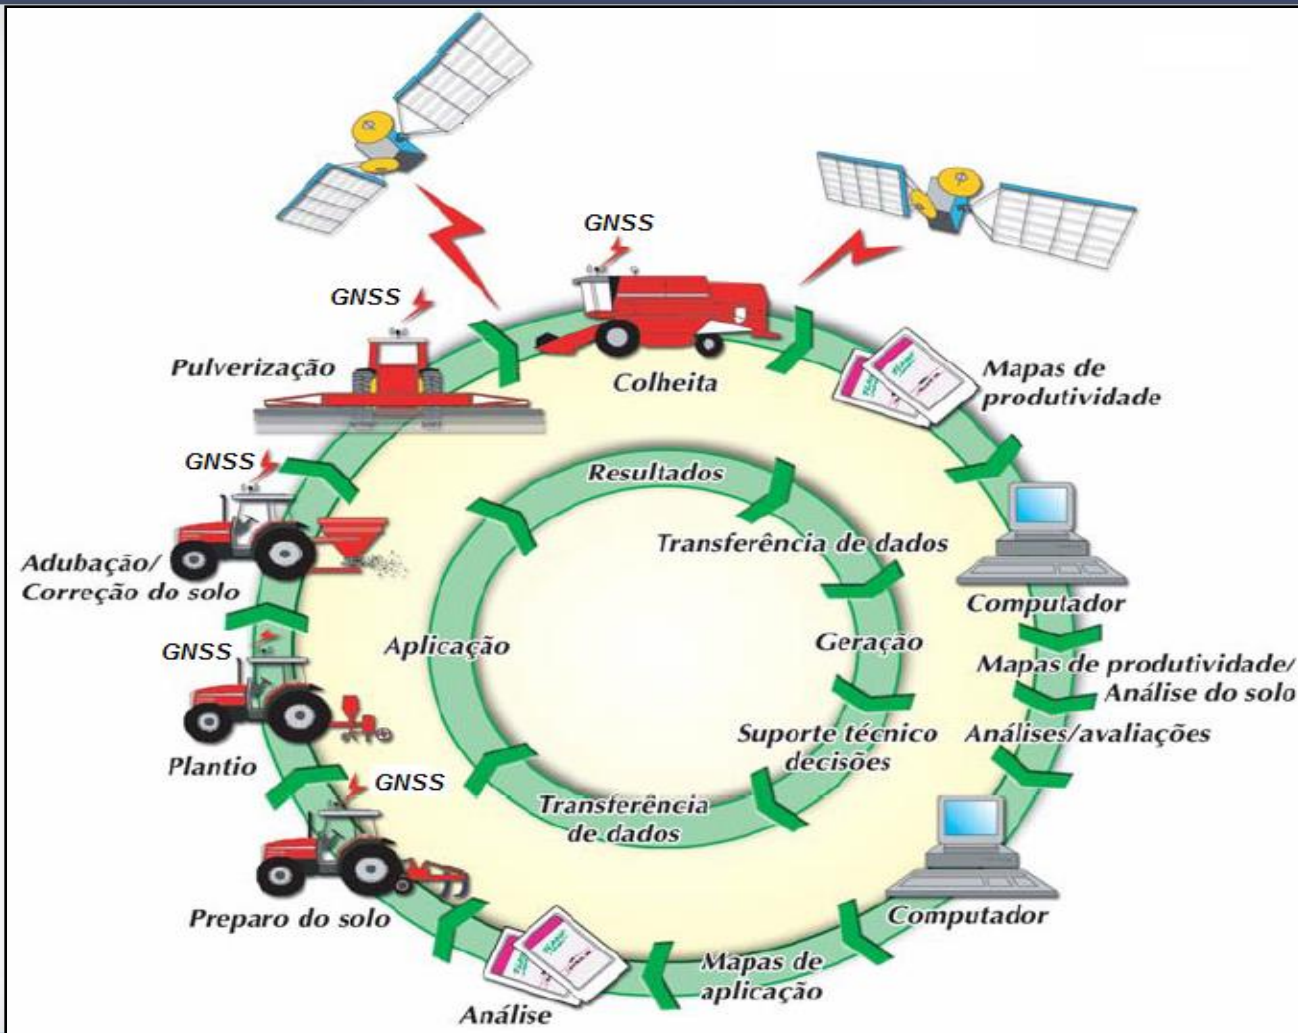 GNSS
GNSS
Pulverização
Colheita
Mapas de
produtividade
GNSS
Resultados
Transferência de dados
Adubação/
Correção do solo
Computador
GNSS
Aplicação
Geração
Mapas de produtividade/
Análise do solo
Suporte técnico
decisões
Análises/avaliações
Plantio
GNSS
Transferência
de dados
Preparo do solo
Computador
Mapas de
aplicação
Análise